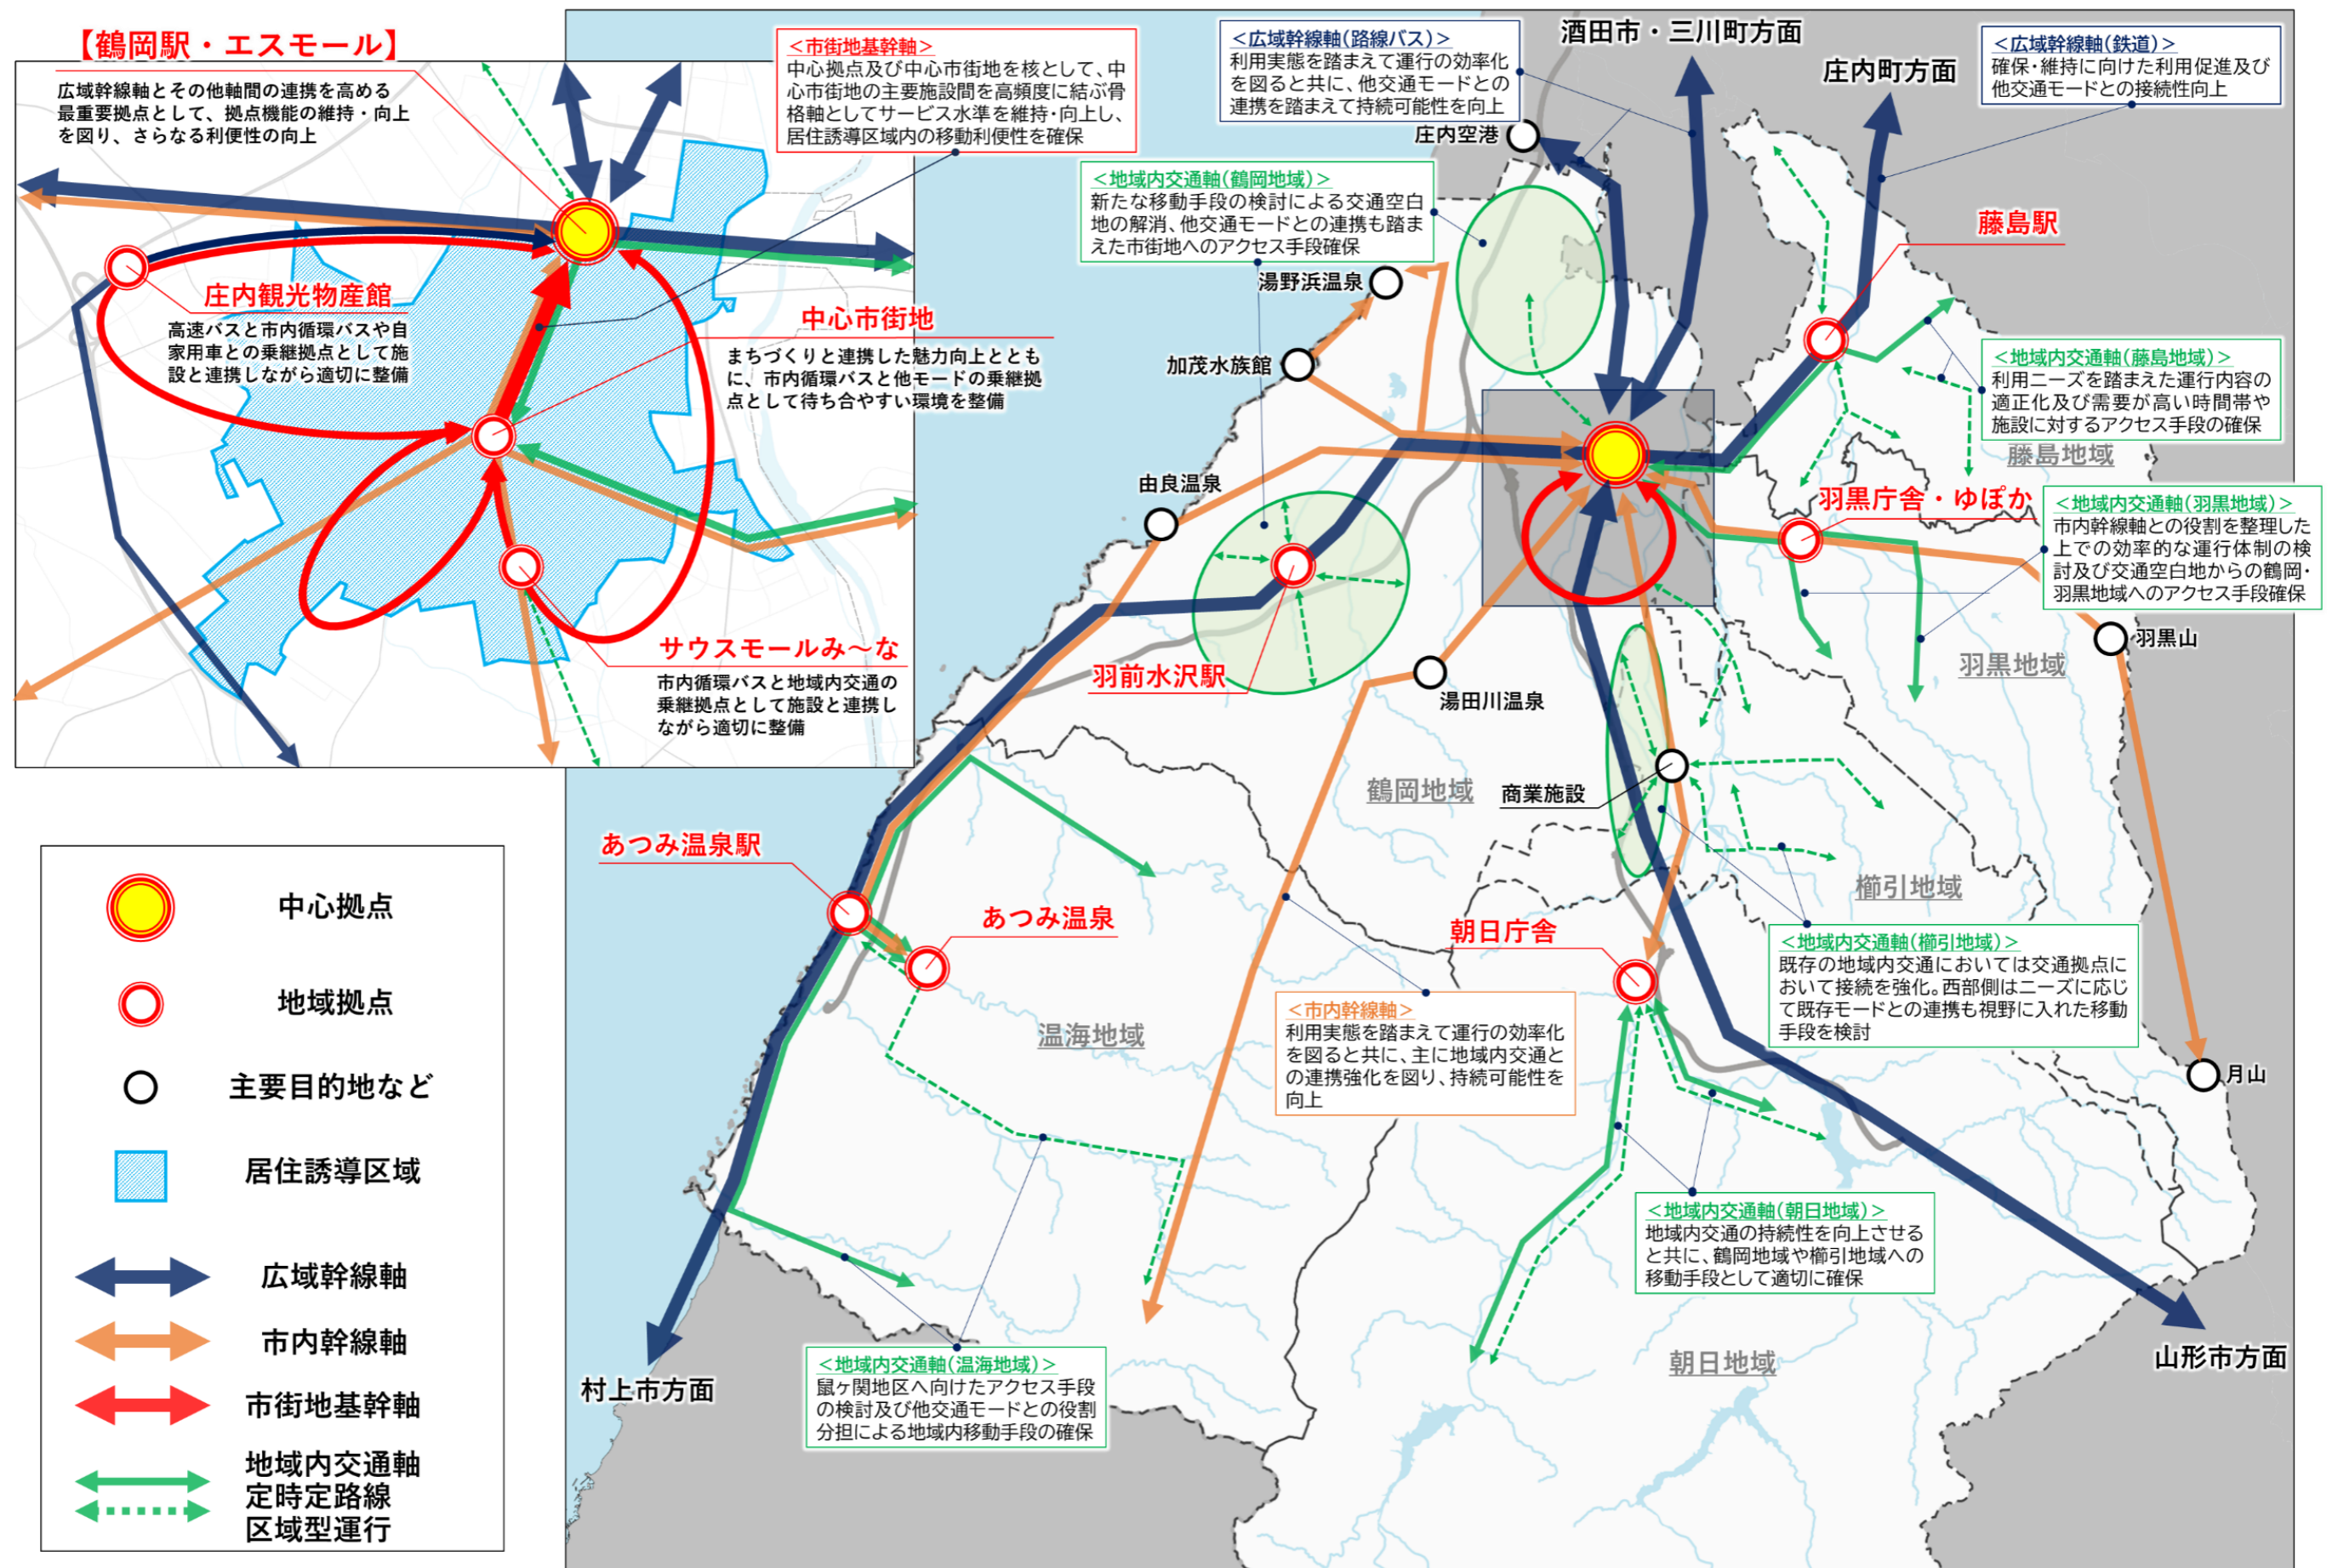 【鶴岡駅・エスモール】
広域幹線軸とその他軸間の連携を高める
最重要拠点として、拠点機能の維持・向上
を図り、さらなる利便性の向上
庄内観光物産館
高速バスと市内循環バスや自
家用車との乗継拠点として施
設と連携しながら適切に整備
中心市街地
まちづくりと連携した魅力向上ととも
に、市内循環バスと他モードの乗継拠
点として待ち合やすい環境を整備
サウスモールみ～な
市内循環バスと地域内交通の
乗継拠点として施設と連携し
ながら適切に整備
＜市街地基幹軸＞
中心拠点及び中心市街地を核として、中
心市街地の主要施設間を高頻度に結ぶ骨
格軸としてサービス水準を維持・向上し、
居住誘導区域内の移動利便性を確保
＜広域幹線軸(路線バス)＞
利用実態を踏まえて運行の効率化
を図ると共に、他交通モードとの
連携を踏まえて持続可能性を向上
酒田市・三川町方面
庄内町方面
＜広域幹線軸(鉄道)＞
確保・維持に向けた利用促進及び
他交通モードとの接続性向上
庄内空港
＜地域内交通軸(鶴岡地域)＞
新たな移動手段の検討による交通空白
地の解消、他交通モードとの連携も踏ま
えた市街地へのアクセス手段確保
藤島駅
湯野浜温泉
加茂水族館
＜地域内交通軸(藤島地域)＞
利用ニーズを踏まえた運行内容の
適正化及び需要が高い時間帯や
施設に対するアクセス手段の確保
藤島地域
由良温泉
羽黒庁舎・ゆぽか
＜地域内交通軸(羽黒地域)＞
市内幹線軸との役割を整理した
上での効率的な運行体制の検
討及び交通空白地からの鶴岡・
羽黒地域へのアクセス手段確保
羽黒山
羽黒地域
羽前水沢駅
湯田川温泉
鶴岡地域
商業施設
あつみ温泉駅
櫛引地域
あつみ温泉
朝日庁舎
＜地域内交通軸(櫛引地域)＞
既存の地域内交通においては交通拠点に
おいて接続を強化。西部側はニーズに応じ
て既存モードとの連携も視野に入れた移動
手段を検討
温海地域
＜市内幹線軸＞
利用実態を踏まえて運行の効率化
を図ると共に、主に地域内交通と
の連携強化を図り、持続可能性を
向上
月山
＜地域内交通軸(朝日地域)＞
地域内交通の持続性を向上させる
と共に、鶴岡地域や櫛引地域への
移動手段として適切に確保
山形市方面
朝日地域
村上市方面
＜地域内交通軸(温海地域)＞
鼠ヶ関地区へ向けたアクセス手段
の検討及び他交通モードとの役割
分担による地域内移動手段の確保
中心拠点
地域拠点
主要目的地など
居住誘導区域
広域幹線軸
市内幹線軸
市街地基幹軸
地域内交通軸
定時定路線
区域型運行